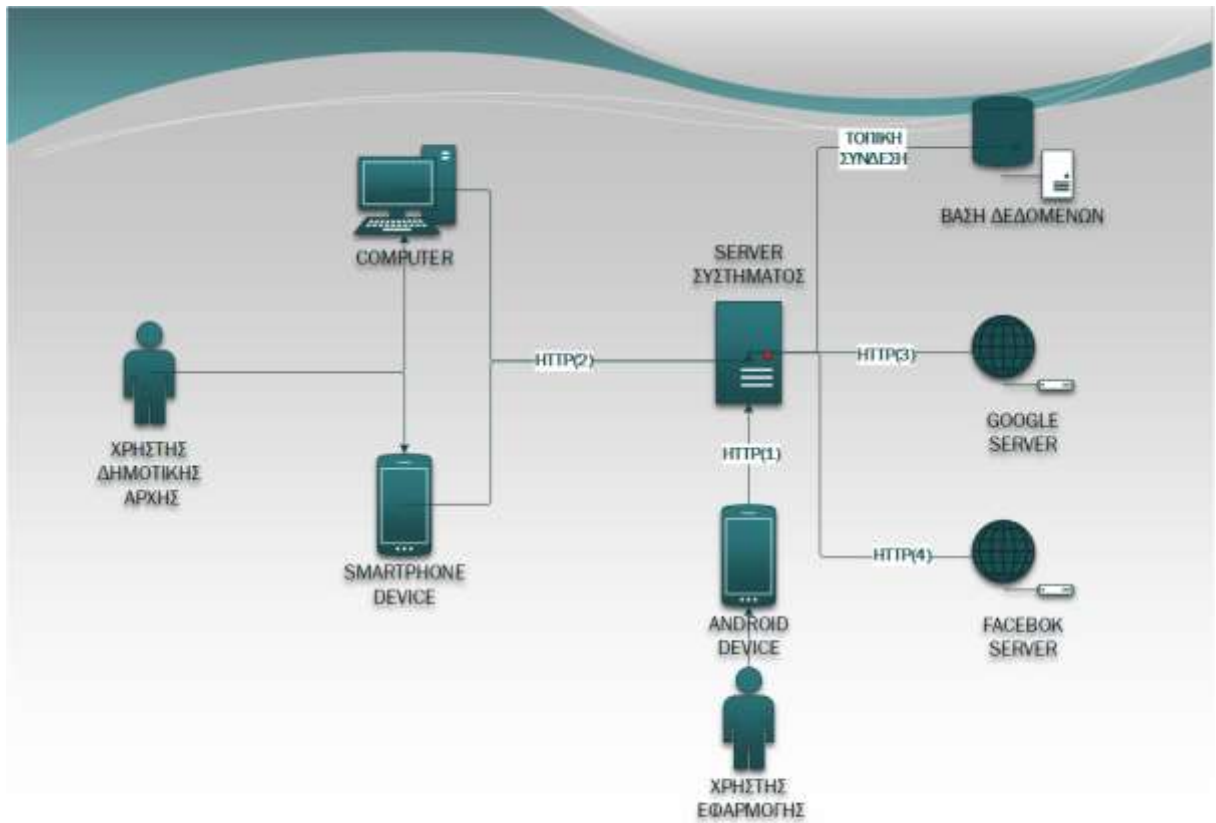 ΤΟΠΙΚΗ
ΣΥΝΔΕΣΗ
ΒΑΣΗ ΔΕΔΟΜΕΝΩΝ
COMPUTER
SERVER
ΣΥΣΤΗΜΑΤΟΣ
HTTP(2)
HTTP(3)
GOOGLE
SERVER
ΧΡΗΣΤΗΣ
ΔΗΜΟΤΙΚΗΣ
ΑΡΧΗΣ
HTTP(1)
SMARTPHONE
DEVICE
HTTP(4)
ANDROID
DEVICE
FACEBOK
SERVER
ΧΡΗΣΤΗΣ
ΕΦΑΡΜΟΓΗΣ